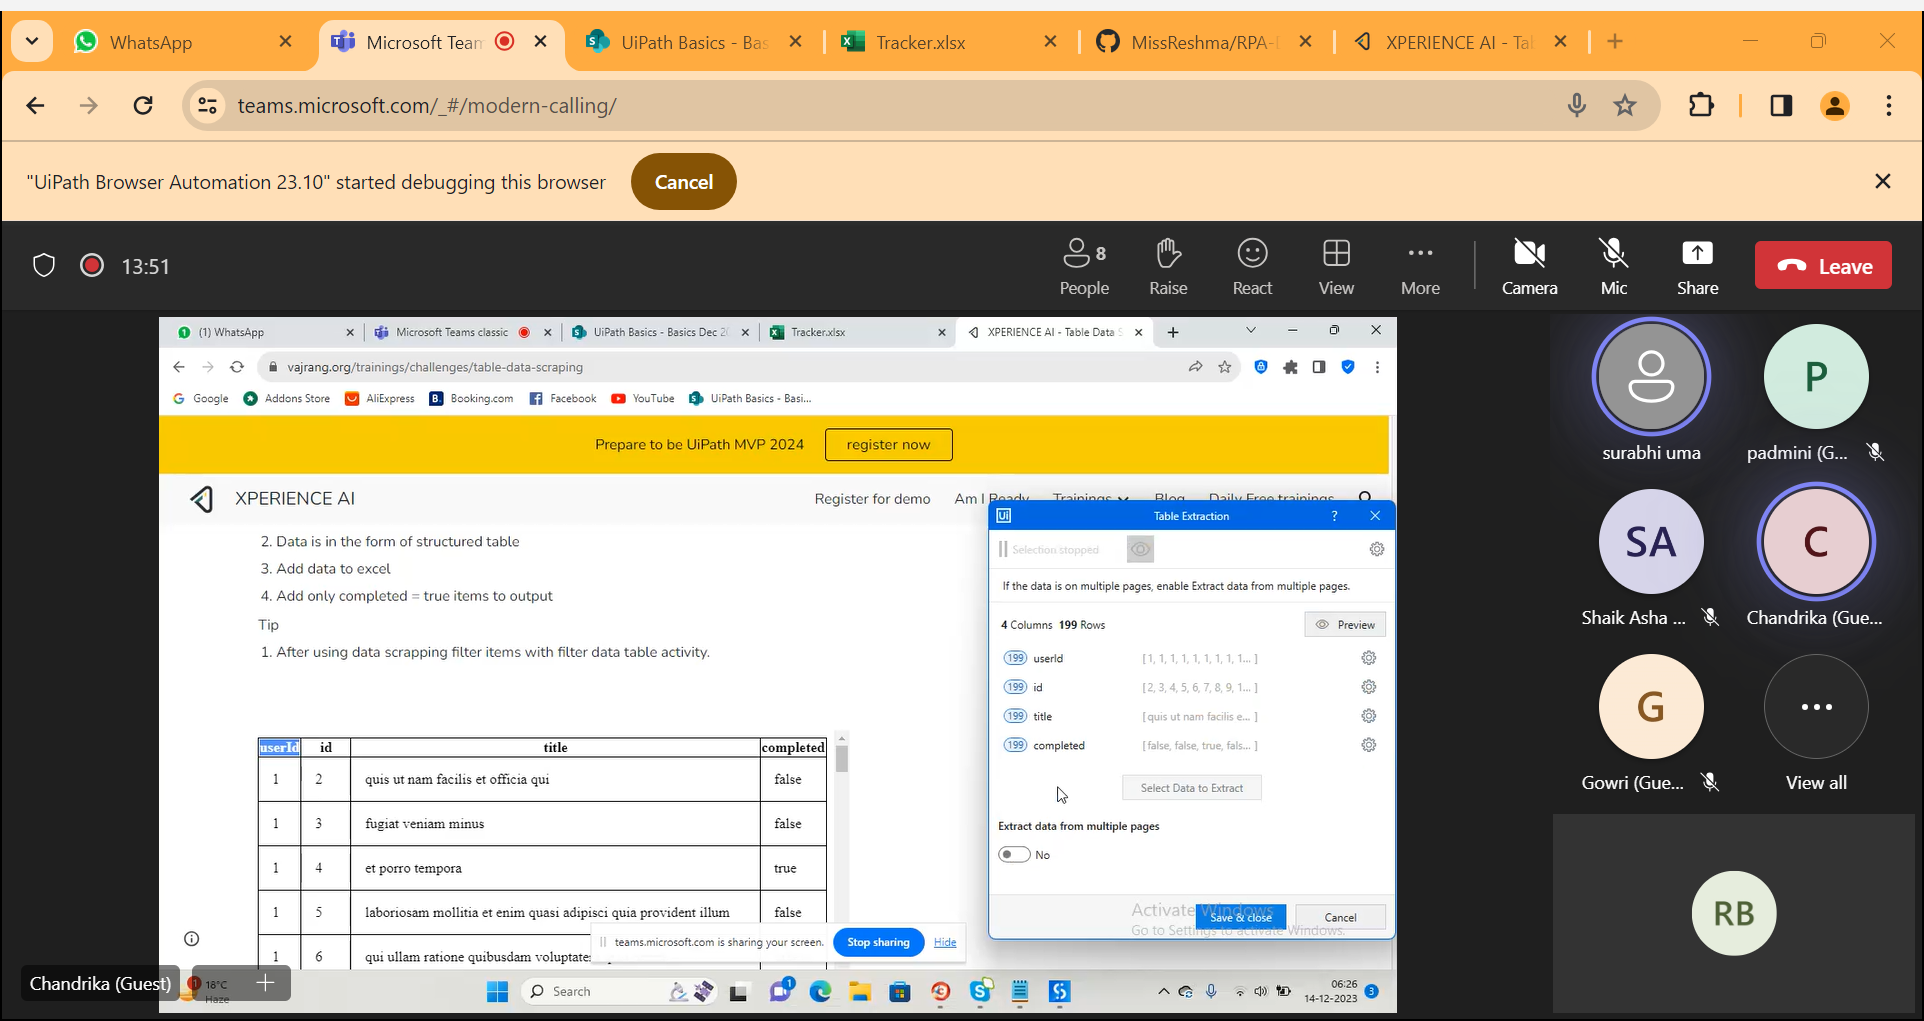 WhatsApp
Microsoft Team
UiPath Basics - Bas
Tracker.xlsx
MissReshma/RPA-
XPERIENCE AI - Tab
teams.microsoft.com/_#/modern-calling/
"UiPath Browser Automation 23.10" started debugging this browser
Cancel
13:51
8
People
Raise
React
View
More
Camera
Mic
Share
Leave
(1) WhatsApp
Microsoft Teams classic
UiPath Basics - Basics Dec 2
Tracker.xlsx
XPERIENCE AI - Table Data S
vajrang.org/trainings/challenges/table-data-scraping
Google
Addons Store
AliExpress
Booking.com
Facebook
YouTube
UiPath Basics - Basi...
Prepare to be UiPath MVP 2024
register now
XPERIENCE AI
Register for demo
Am I Ready
Trainings
Blog
Daily Free trainings
2. Data is in the form of structured table
3. Add data to excel
4. Add only completed = true items to output
Tip
1. After using data scrapping filter items with filter data table activity.
userId id title completed
1 2 quis ut nam facilis et officia qui false
1 3 fugiat veniam minus false
1 4 et porro tempora true
1 5 laboriosam mollitia et enim quasi adipisci quia provident illum false
1 6 qui ullam ratione quibusdam voluptate
Ui
Table Extraction
?
Selection stopped
If the data is on multiple pages, enable Extract data from multiple pages.
4 Columns 199 Rows
Preview
199 userId [ 1, 1, 1, 1, 1, 1, 1, 1, 1... ]
199 id [ 2, 3, 4, 5, 6, 7, 8, 9, 1... ]
199 title [ quis ut nam facilis e... ]
199 completed [ false, false, true, fals... ]
Select Data to Extract
Extract data from multiple pages
No
Save & close
Cancel
Activate Windows
Go to Settings to activate Windows.
teams.microsoft.com is sharing your screen.
Stop sharing
Hide
Chandrika (Guest)
1
18°C
Haze
Search
1
06:26
14-12-2023
3
surabhi uma
P
padmini (G...
SA
Shaik Asha ...
C
Chandrika (Gue...
G
Gowri (Gue...
View all
RB